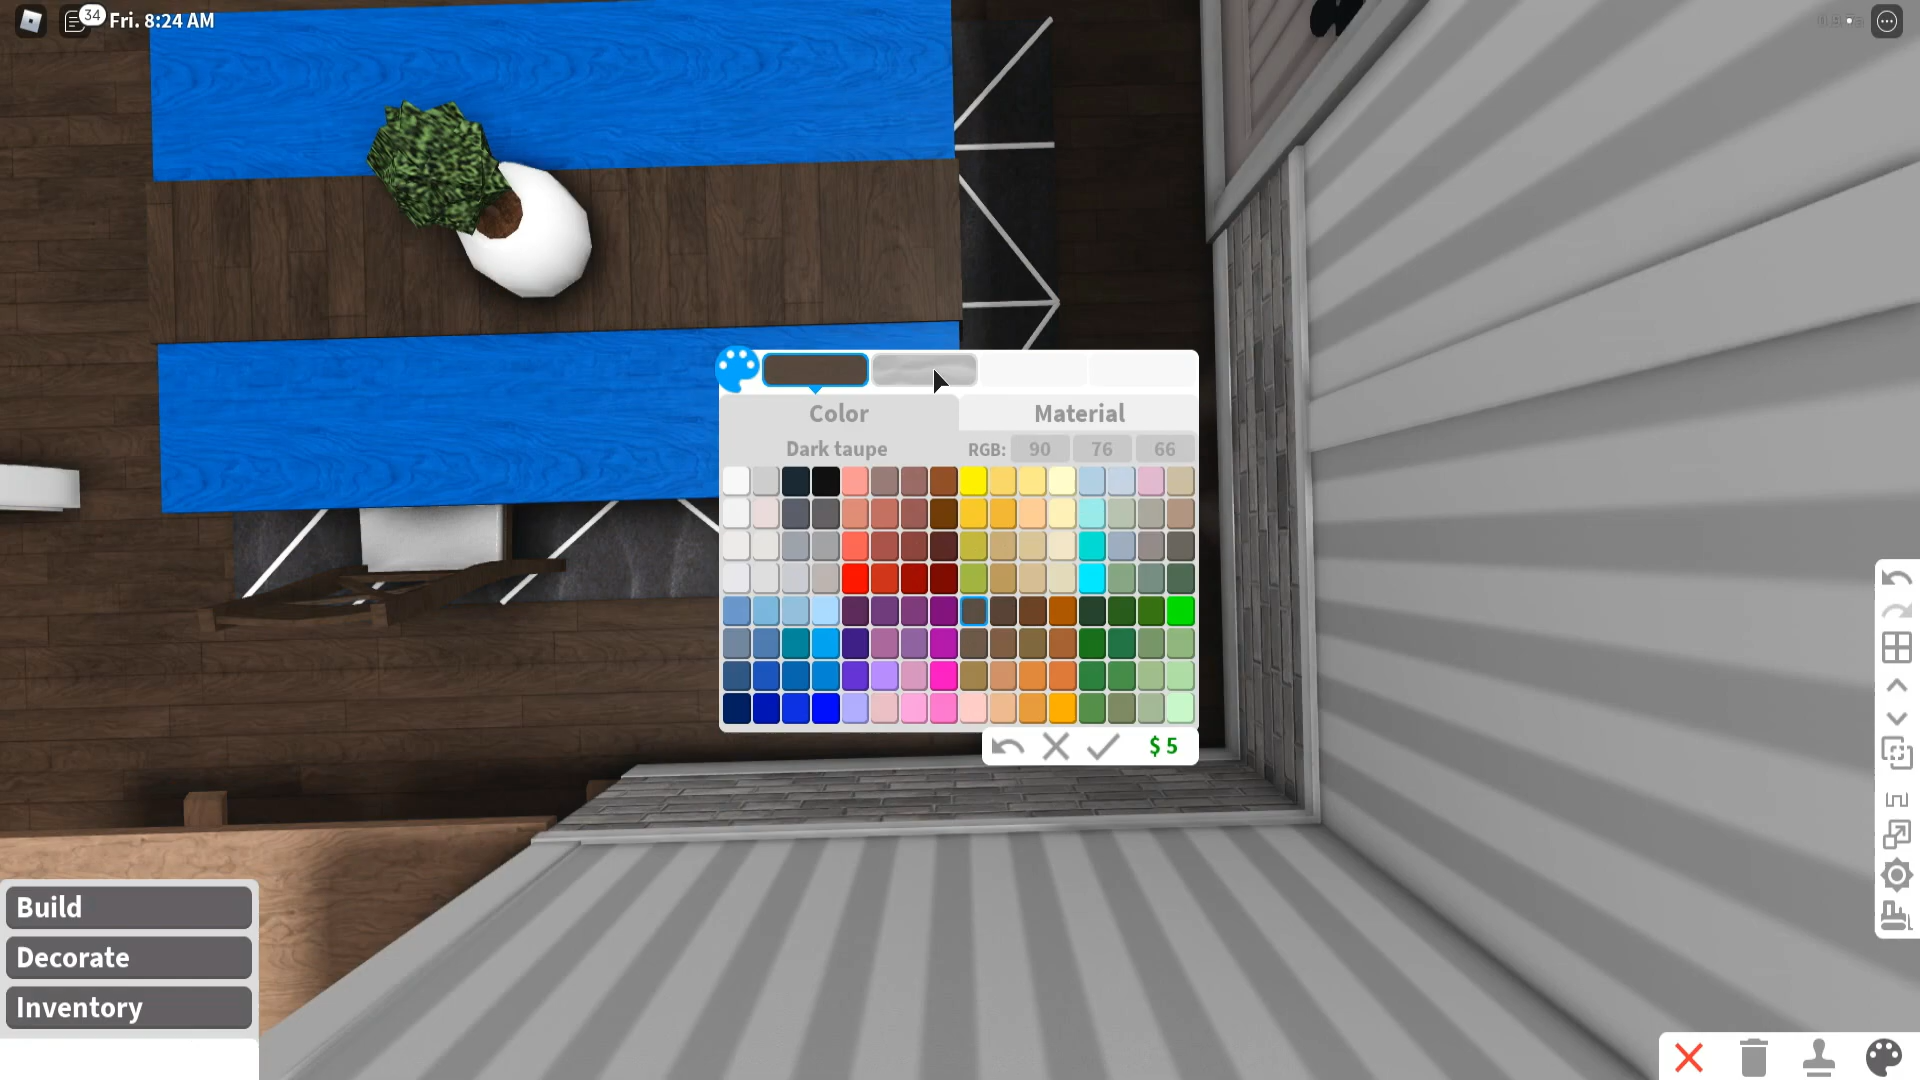 34 Fri. 8:24 AM
Color Material
Dark taupe RGB: 90 76 66
$ 5
Build
Decorate
Inventory